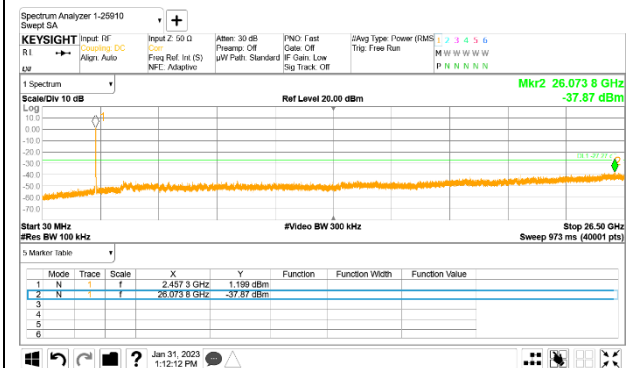 Spectrum Analyzer 1-25910
Swept SA
KEYSIGHT Input: RF Input Z: 50 Ω Atten: 30 dB PNO: Fast #Avg Type: Power (RMS 1 2 3 4 5 6
RL Coupling: DC Corr Preamp: Off Gate: Off Trig: Free Run M W W W W W
Align: Auto Freq Ref: Int (S) µW Path: Standard IF Gain: Low P N N N N N
NFE: Adaptive Sig Track: Off
1 Spectrum Mkr2 26.073 8 GHz
Scale/Div 10 dB Ref Level 20.00 dBm -37.87 dBm
Log
10.0
0.00
-10.0
-20.0
-30.0
-40.0
-50.0
-60.0
-70.0
1
Start 30 MHz #Video BW 300 kHz Stop 26.50 GHz
#Res BW 100 kHz Sweep 973 ms (40001 pts)
5 Marker Table
Mode Trace Scale X Y Function Function Width Function Value
1 N 1 f 2.457 3 GHz 1.199 dBm
2 N 1 f 26.073 8 GHz -37.87 dBm
3
4
5
6
? Jan 31, 2023
1:12:12 PM